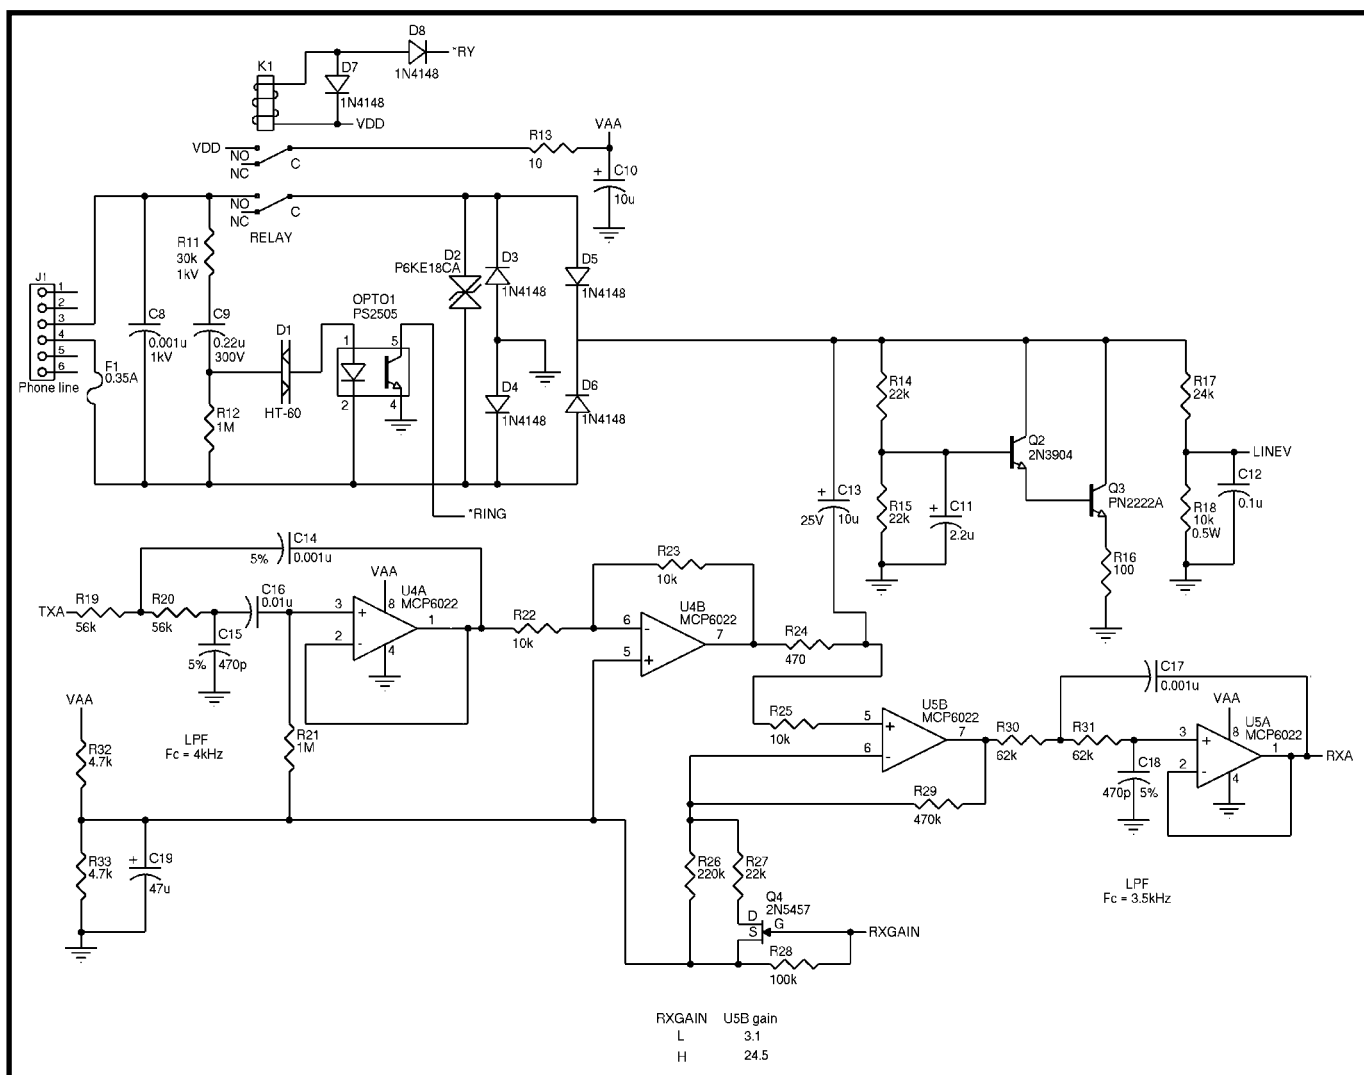 D8
*RY
1N4148
K1
D7
1N4148
VDD
VAA
R13
10
VDD
NO
NC
C
+
C10
10u
NO
NC
C
RELAY
R11
30k
1kV
D2
P6KE18CA
D3
1N4148
D5
1N4148
J1
1
2
3
4
5
6
Phone line
F1
0.35A
C8
0.001u
1kV
C9
0.22u
300V
D1
HT-60
OPTO1
PS2505
1
5
2
4
R12
1M
D4
1N4148
D6
1N4148
*RING
R14
22k
R17
24k
Q2
2N3904
LINEV
C12
0.1u
Q3
PN2222A
+
C13
25V
10u
R15
22k
+
C11
2.2u
R18
10k
0.5W
R16
100
C14
5%
0.001u
R23
10k
TXA
R19
56k
R20
56k
C16
0.01u
C15
5%
470p
VAA
U4A
MCP6022
3
+
8
1
2
-
4
R22
10k
U4B
MCP6022
6
-
7
5
+
R24
470
C17
0.001u
VAA
R32
4.7k
LPF
Fc = 4kHz
R21
1M
R25
10k
U5B
MCP6022
5
+
7
6
-
R30
62k
R31
62k
VAA
U5A
MCP6022
3
+
8
1
2
-
4
RXA
C18
470p
5%
R29
470k
R33
4.7k
+
C19
47u
R26
220k
R27
22k
Q4
2N5457
D
G
S
RXGAIN
R28
100k
LPF
Fc = 3.5kHz
RXGAIN U5B gain
L 3.1
H 24.5